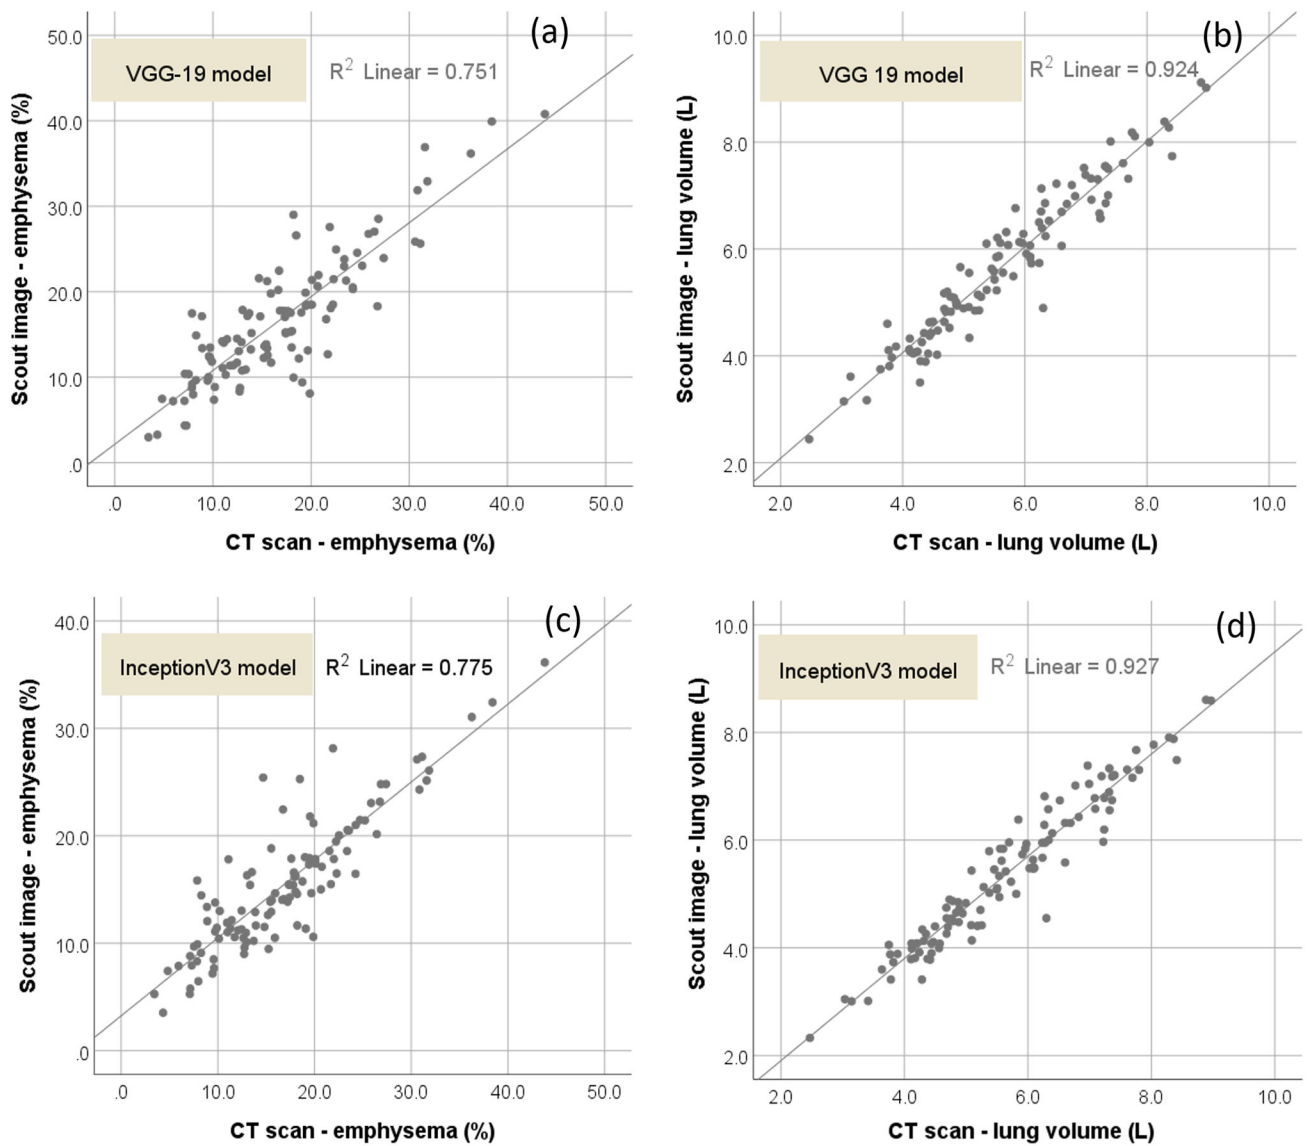 (a)
VGG-19 model
R² Linear = 0.751
50.0
40.0
30.0
20.0
10.0
.0
Scout image - emphysema (%)
.0 10.0 20.0 30.0 40.0 50.0
CT scan - emphysema (%)
(b)
VGG 19 model
R² Linear = 0.924
10.0
8.0
6.0
4.0
2.0
Scout image - lung volume (L)
2.0 4.0 6.0 8.0 10.0
CT scan - lung volume (L)
(c)
InceptionV3 model
R² Linear = 0.775
40.0
30.0
20.0
10.0
.0
Scout image - emphysema (%)
.0 10.0 20.0 30.0 40.0 50.0
CT scan - emphysema (%)
(d)
InceptionV3 model
R² Linear = 0.927
10.0
8.0
6.0
4.0
2.0
Scout image - lung volume (L)
2.0 4.0 6.0 8.0 10.0
CT scan - lung volume (L)